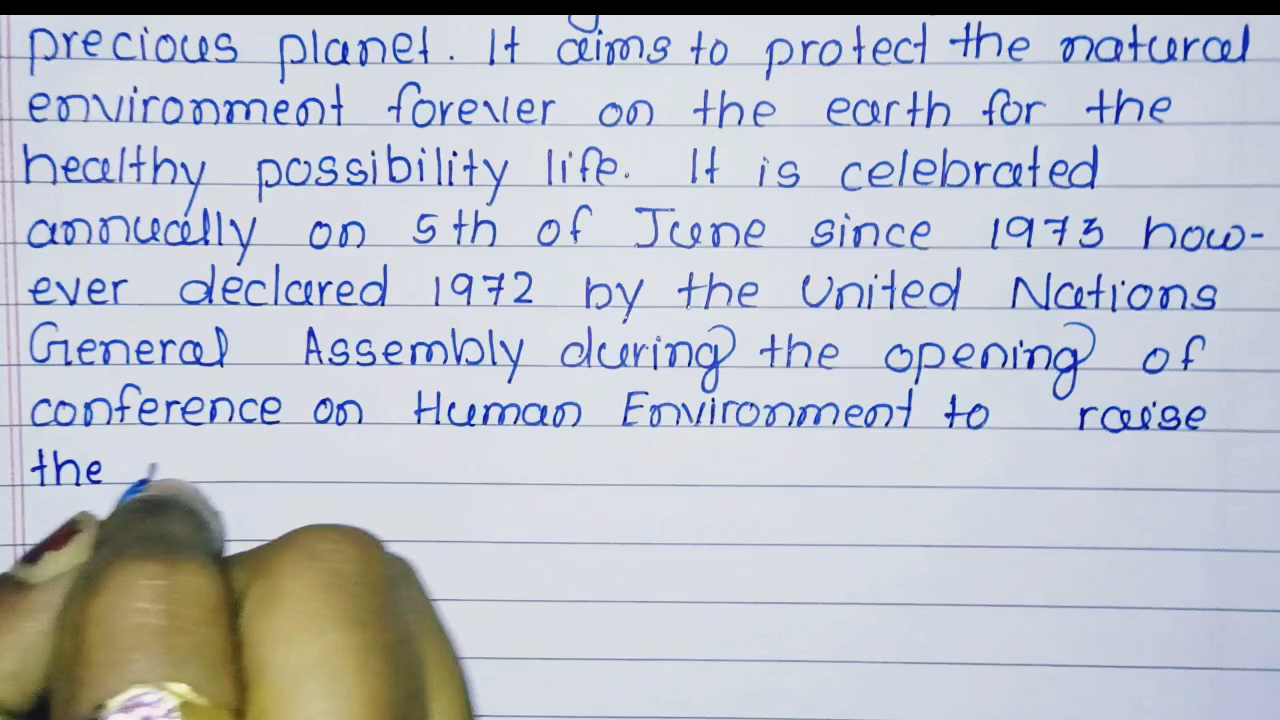 precious planet. It aims to protect the natural
environment forever on the earth for the
healthy possibility life. It is celebrated
annually on 5th of June since 1973 how-
ever declared 1972 by the United Nations
General Assembly during the opening of
conference on Human Environment to raise
the